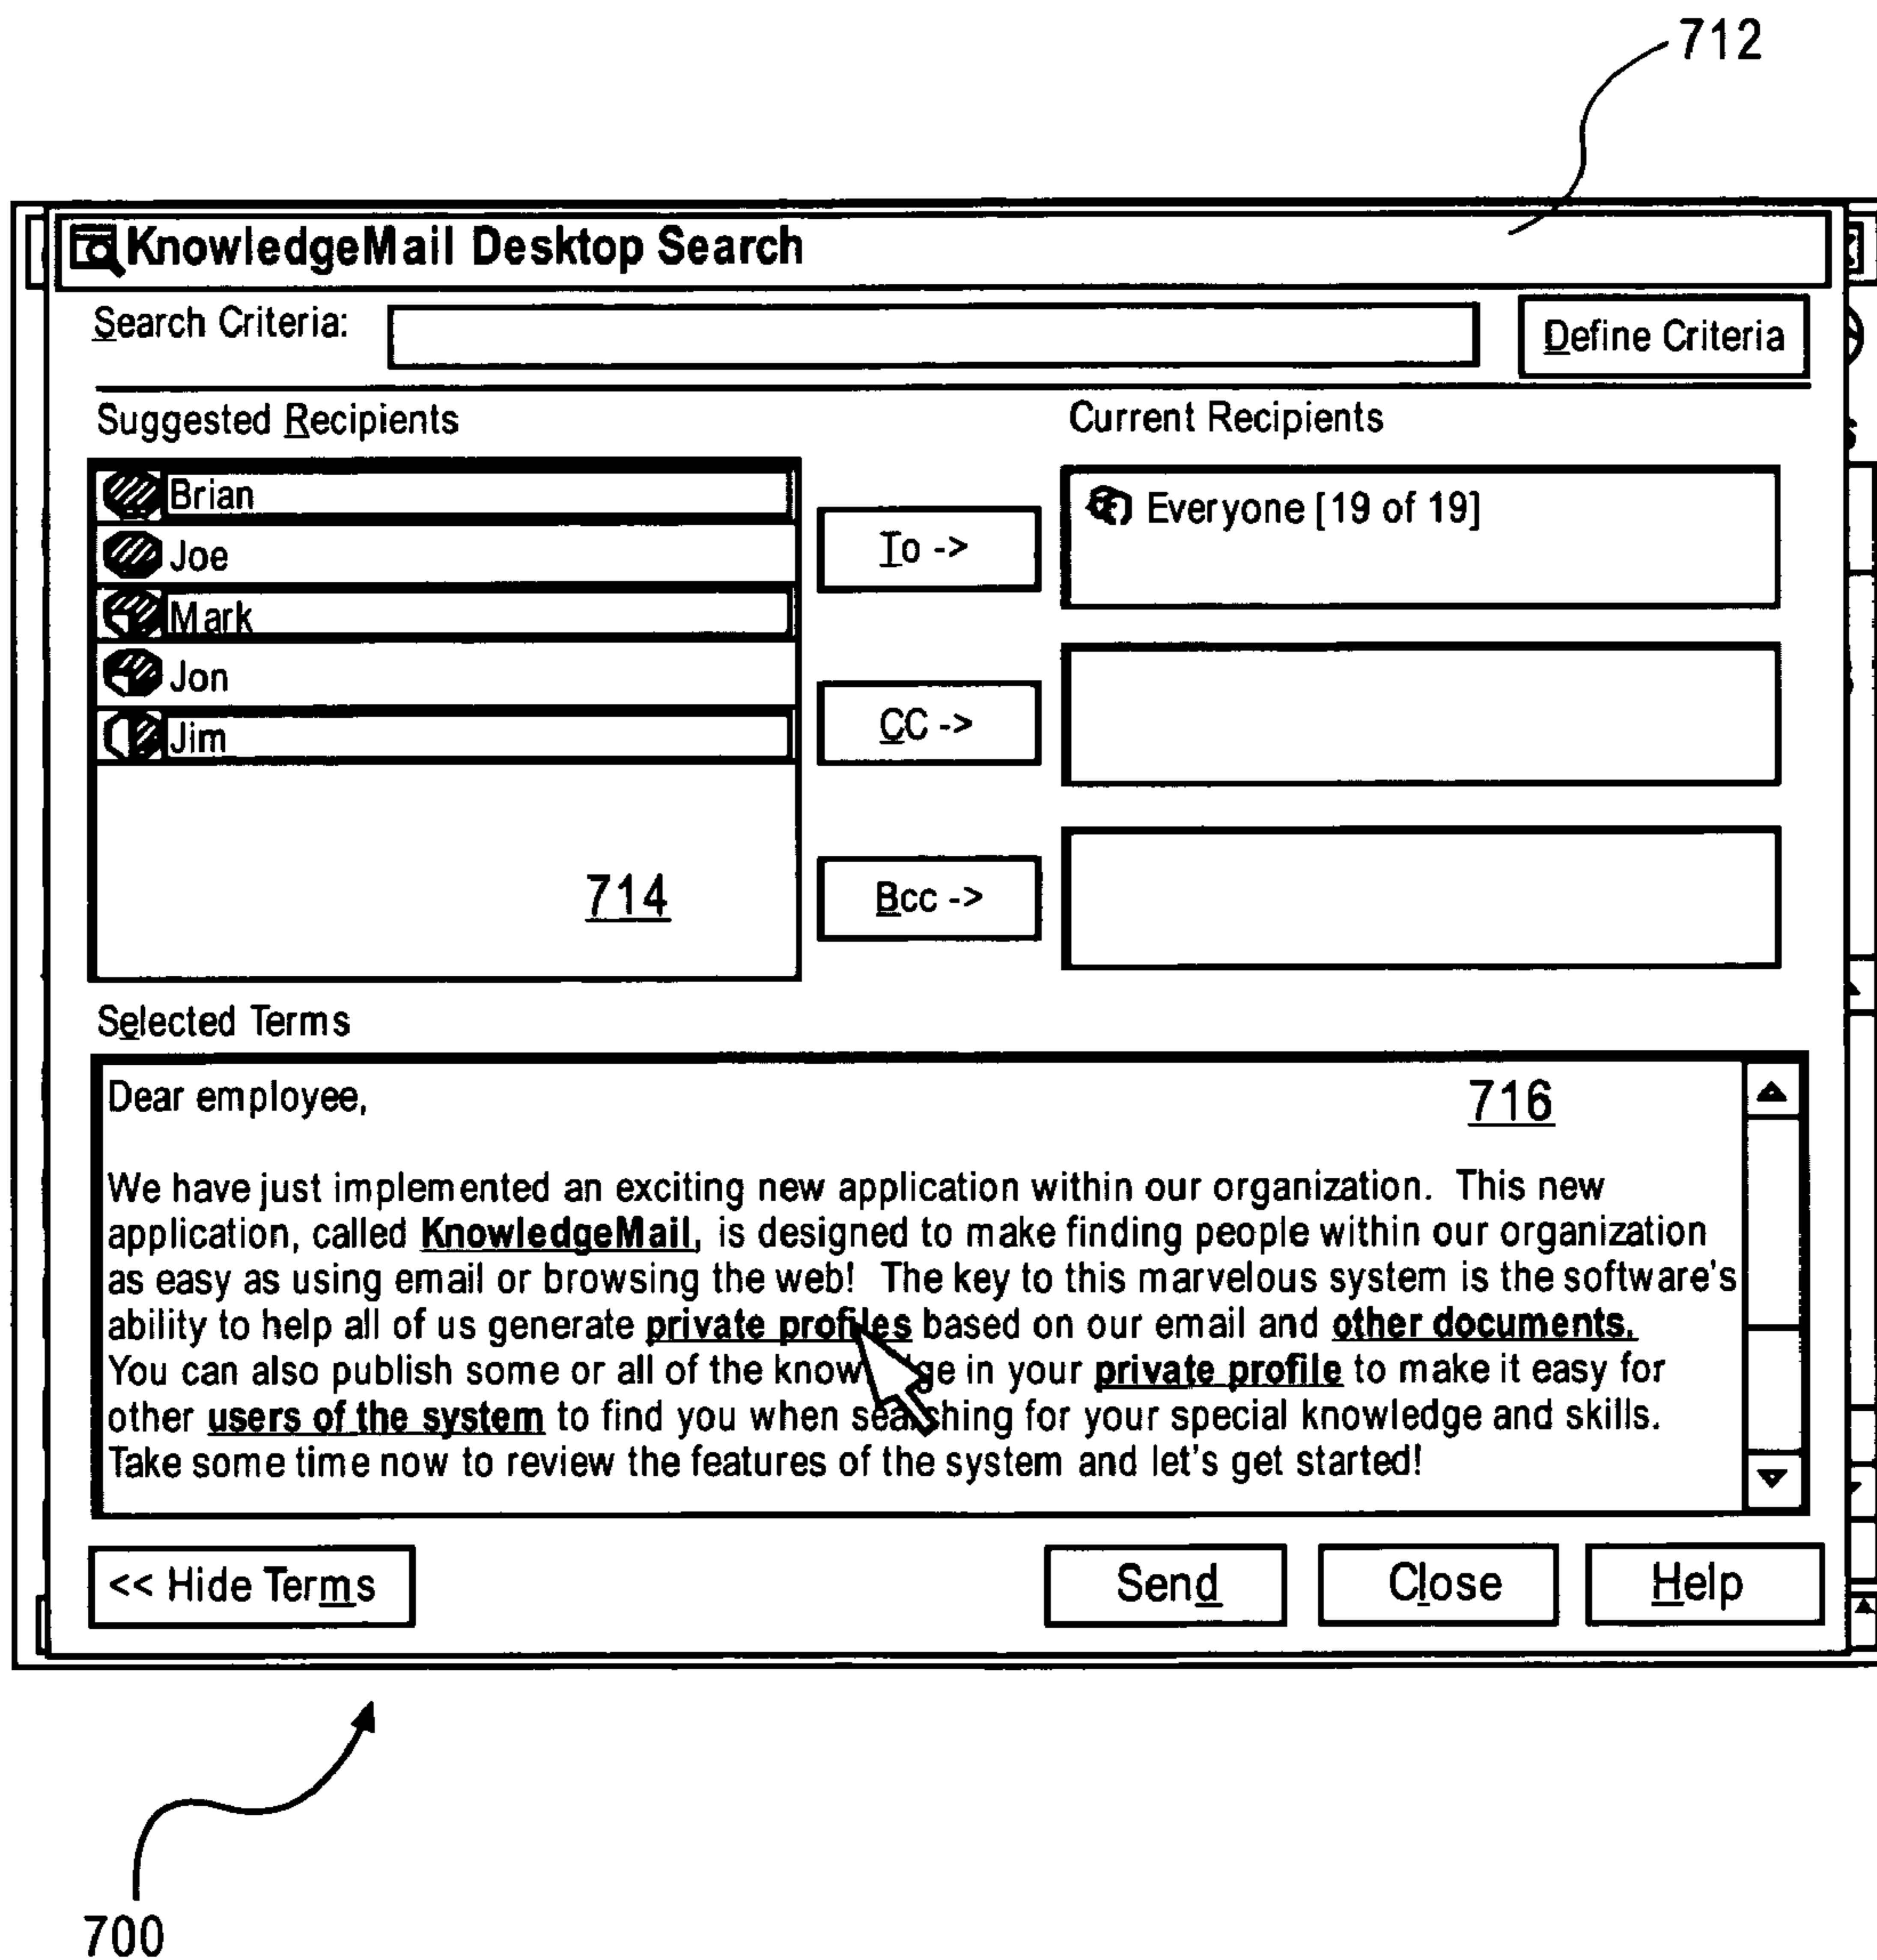 712
KnowledgeMail Desktop Search
Search Criteria:
Define Criteria
Suggested Recipients
Current Recipients
Brian
Joe
Mark
Jon
Jim
714
To ->
CC ->
Bcc ->
Everyone [19 of 19]
Selected Terms
716
Dear employee,
We have just implemented an exciting new application within our organization. This new
application, called KnowledgeMail, is designed to make finding people within our organization
as easy as using email or browsing the web! The key to this marvelous system is the software's
ability to help all of us generate private profiles based on our email and other documents.
You can also publish some or all of the knowledge in your private profile to make it easy for
other users of the system to find you when searching for your special knowledge and skills.
Take some time now to review the features of the system and let's get started!
<< Hide Terms
Send
Close
Help
700